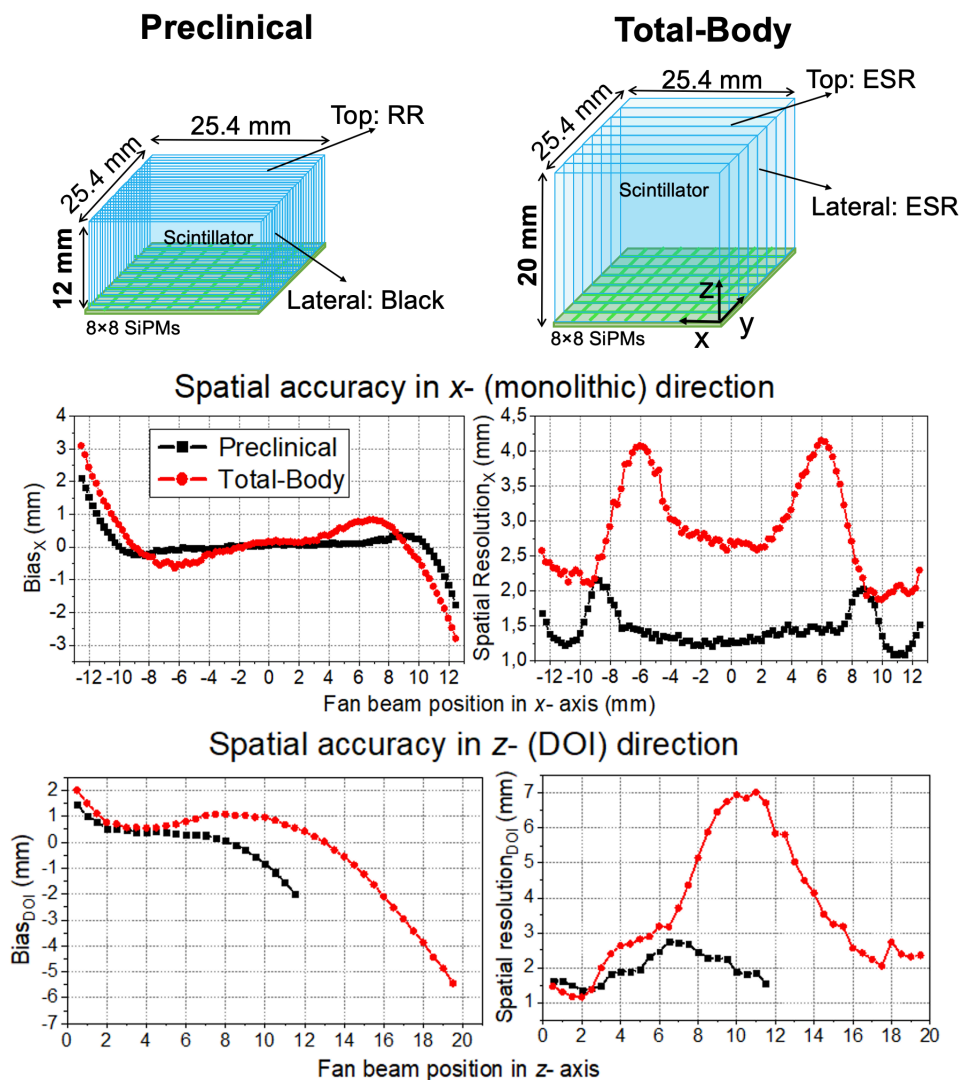 Preclinical
Total-Body
25.4 mm
Top: RR
25.4 mm
12 mm
Scintillator
Lateral: Black
8×8 SiPMs
25.4 mm
Top: ESR
25.4 mm
20 mm
Scintillator
Lateral: ESR
z
y
x
8×8 SiPMs
Spatial accuracy in x- (monolithic) direction
4
3
2
1
0
-1
-2
-3
Bias_X (mm)
Preclinical
Total-Body
-12 -10 -8 -6 -4 -2 0 2 4 6 8 10 12
4,5
4,0
3,5
3,0
2,5
2,0
1,5
1,0
Spatial Resolution_X (mm)
-12 -10 -8 -6 -4 -2 0 2 4 6 8 10 12
Fan beam position in x- axis (mm)
Spatial accuracy in z- (DOI) direction
2
1
0
-1
-2
-3
-4
-5
-6
-7
Bias_DOI (mm)
0 2 4 6 8 10 12 14 16 18 20
7
6
5
4
3
2
1
Spatial resolution_DOI (mm)
0 2 4 6 8 10 12 14 16 18 20
Fan beam position in z- axis